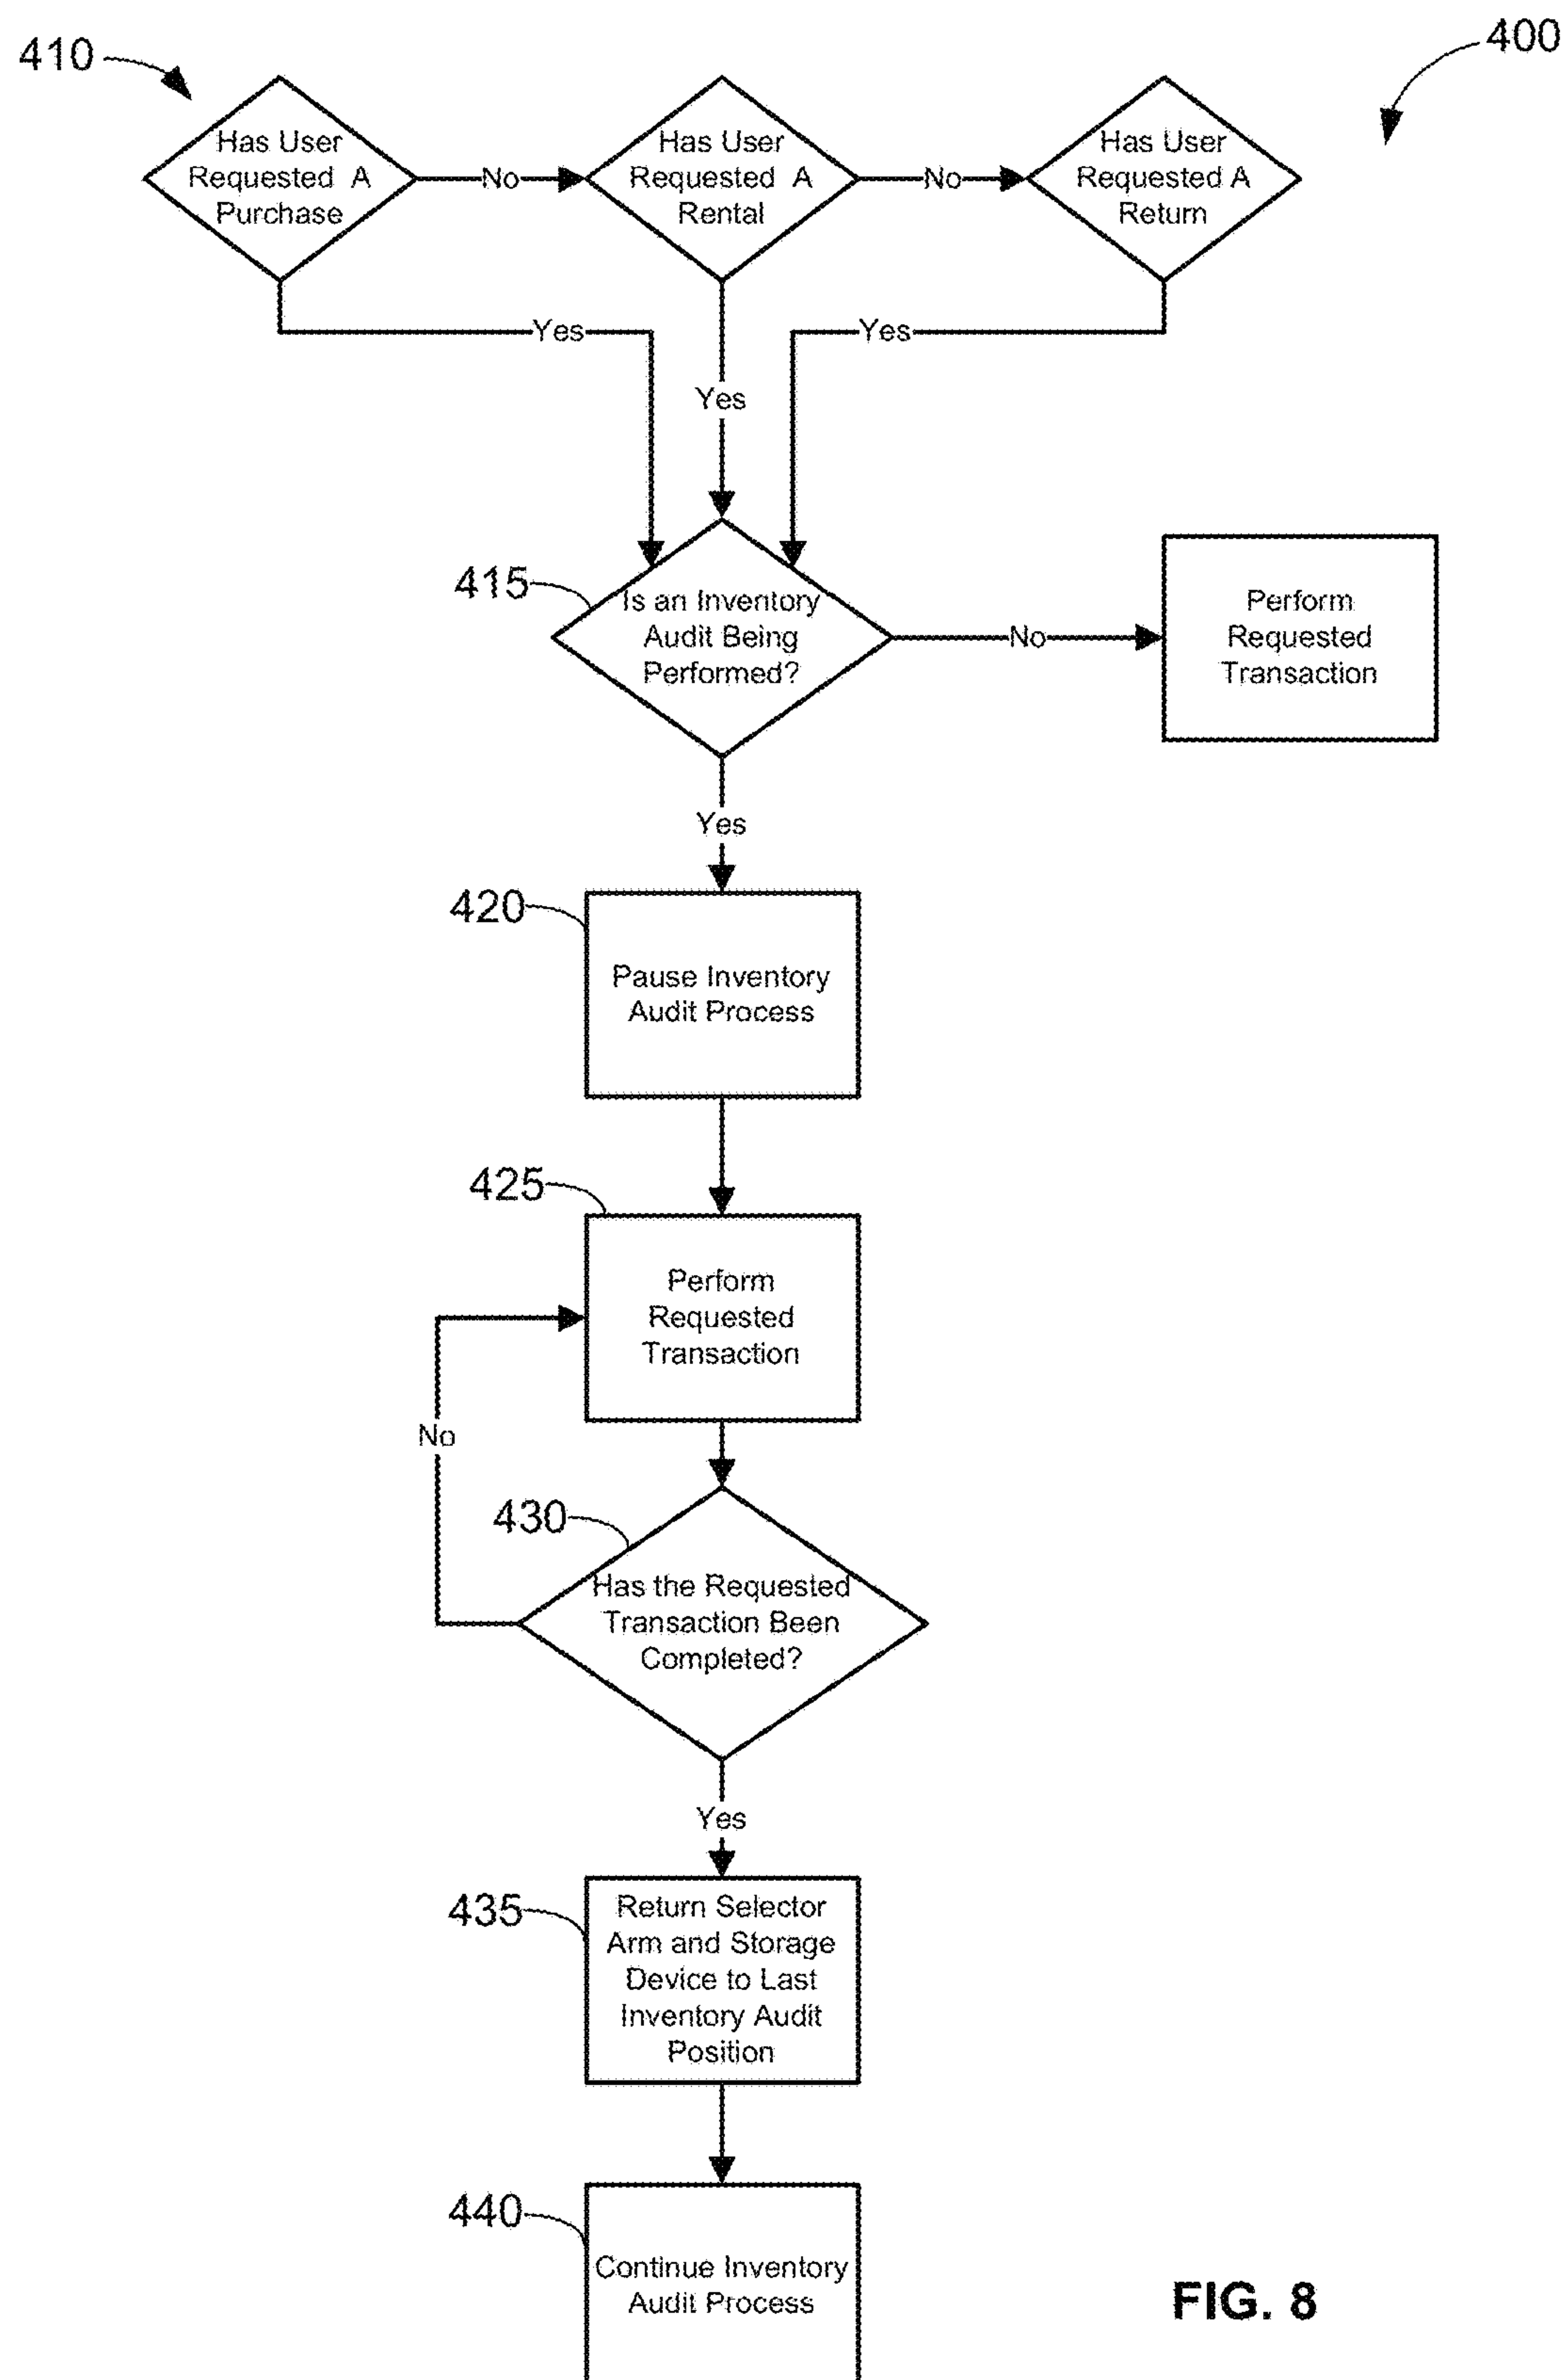 410
400
Has User
Requested A
Purchase
No
Has User
Requested A
Rental
No
Has User
Requested A
Return
Yes
Yes
Yes
415
Is an Inventory
Audit Being
Performed?
No
Perform
Requested
Transaction
Yes
420
Pause Inventory
Audit Process
425
Perform
Requested
Transaction
No
430
Has the Requested
Transaction Been
Completed?
Yes
435
Return Selector
Arm and Storage
Device to Last
Inventory Audit
Position
440
Continue Inventory
Audit Process
FIG. 8